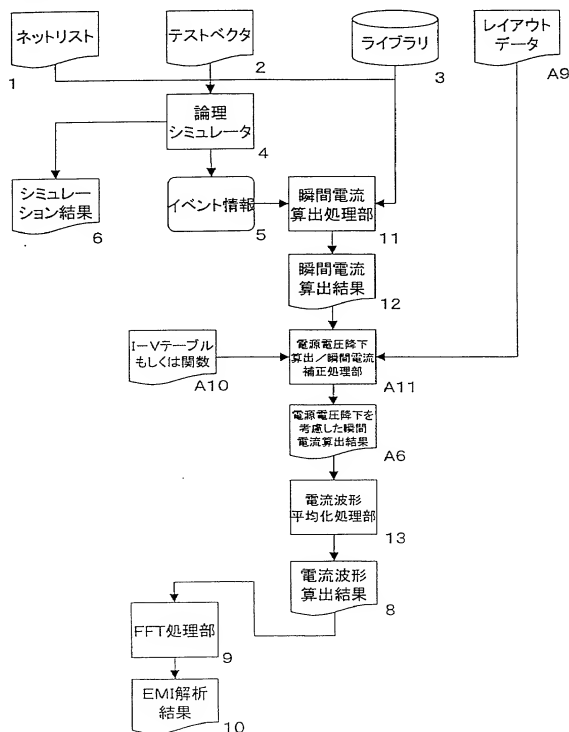 ネットリスト
1
テストベクタ
2
ライブラリ
3
レイアウト
データ
A9
論理
シミュレータ
4
シミュレー
ション結果
6
イベント情報
5
瞬間電流
算出処理部
11
瞬間電流
算出結果
12
I－Vテーブル
もしくは関数
A10
電源電圧降下
算出／瞬間電流
補正処理部
A11
電源電圧降下を
考慮した瞬間
電流算出結果
A6
電流波形
平均化処理部
13
電流波形
算出結果
8
FFT処理部
9
EMI解析
結果
10